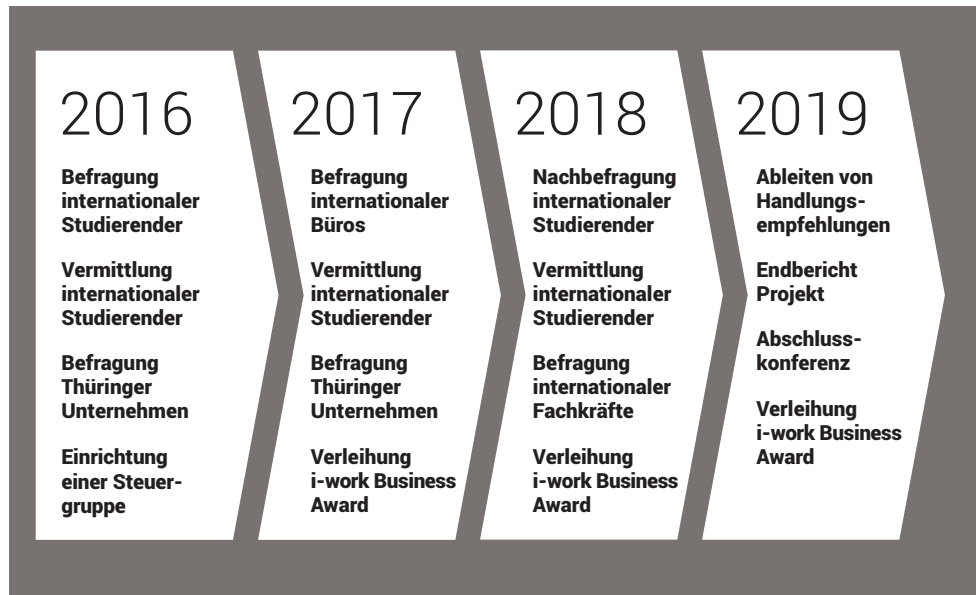 2016
Befragung
internationaler
Studierender
Vermittlung
internationaler
Studierender
Befragung
Thüringer
Unternehmen
Einrichtung
einer Steuer-
gruppe
2017
Befragung
internationaler
Büros
Vermittlung
internationaler
Studierender
Befragung
Thüringer
Unternehmen
Verleihung
i-work Business
Award
2018
Nachbefragung
internationaler
Studierender
Vermittlung
internationaler
Studierender
Befragung
internationaler
Fachkräfte
Verleihung
i-work Business
Award
2019
Ableiten von
Handlungs-
empfehlungen
Endbericht
Projekt
Abschluss-
konferenz
Verleihung
i-work Business
Award